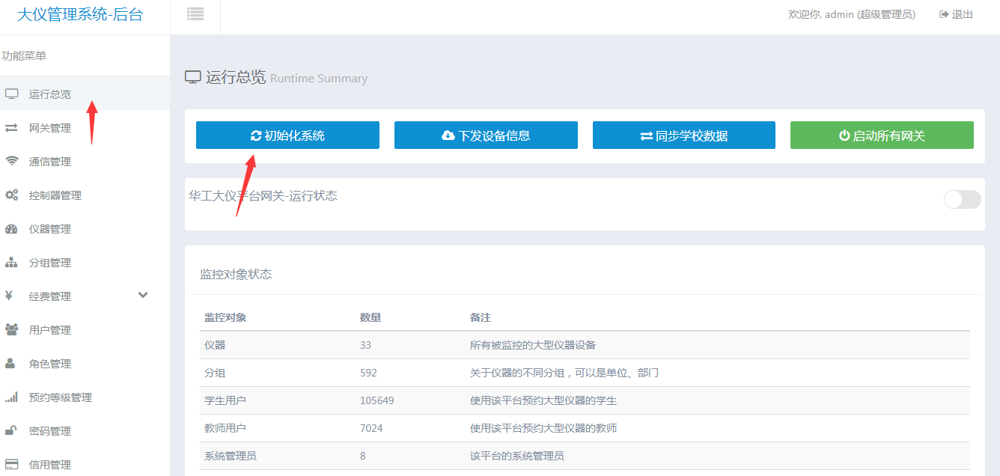 大仪管理系统-后台
欢迎你, admin (超级管理员) 退出
功能菜单
运行总览
网关管理
通信管理
控制器管理
仪器管理
分组管理
经费管理
用户管理
角色管理
预约等级管理
密码管理
信用管理
运行总览 Runtime Summary
初始化系统 下发设备信息 同步学校数据 启动所有网关
华工大仪平台网关-运行状态
监控对象状态
监控对象 数量 备注
仪器 33 所有被监控的大型仪器设备
分组 592 关于仪器的不同分组，可以是单位、部门
学生用户 105649 使用该平台预约大型仪器的学生
教师用户 7024 使用该平台预约大型仪器的教师
系统管理员 8 该平台的系统管理员